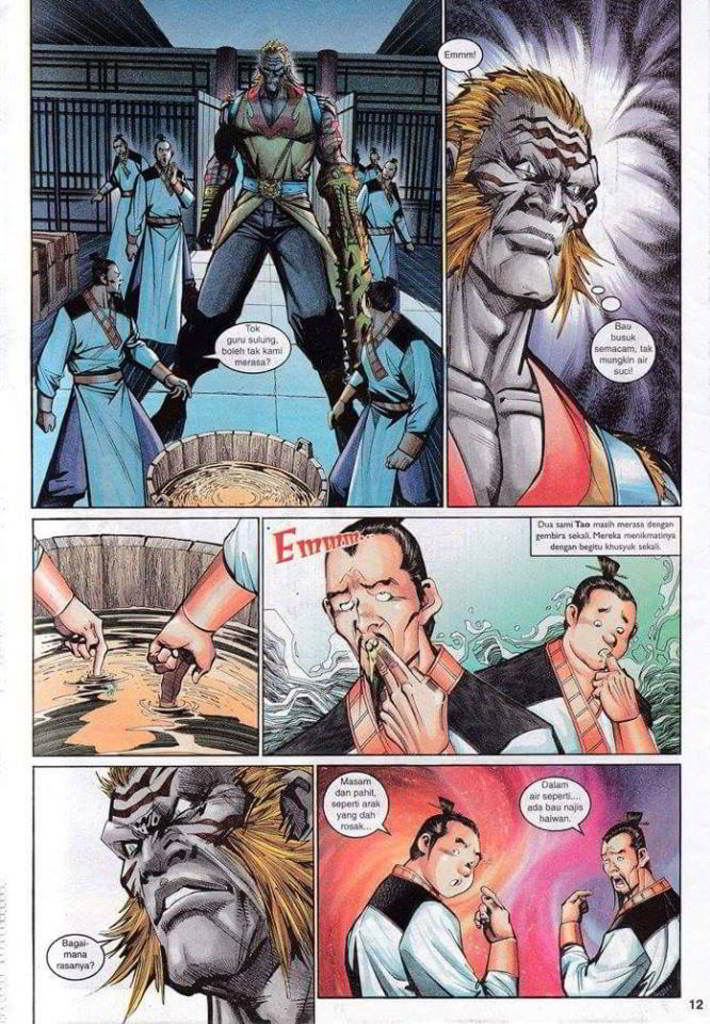 Tok
guru sulung,
boleh tak kami
merasa?
Emmm!
Bau
busuk
semacam, tak
mungkin air
suci!
Emmm...
Dua sami Tao masih merasa dengan
gembira sekali. Mereka menikmatinya
dengan begitu khusyuk sekali.
Bagai-
mana
rasanya?
Masam
dan pahit,
seperti arak
yang dah
rosak...
Dalam
air seperti....
ada bau najis
haiwan.
12